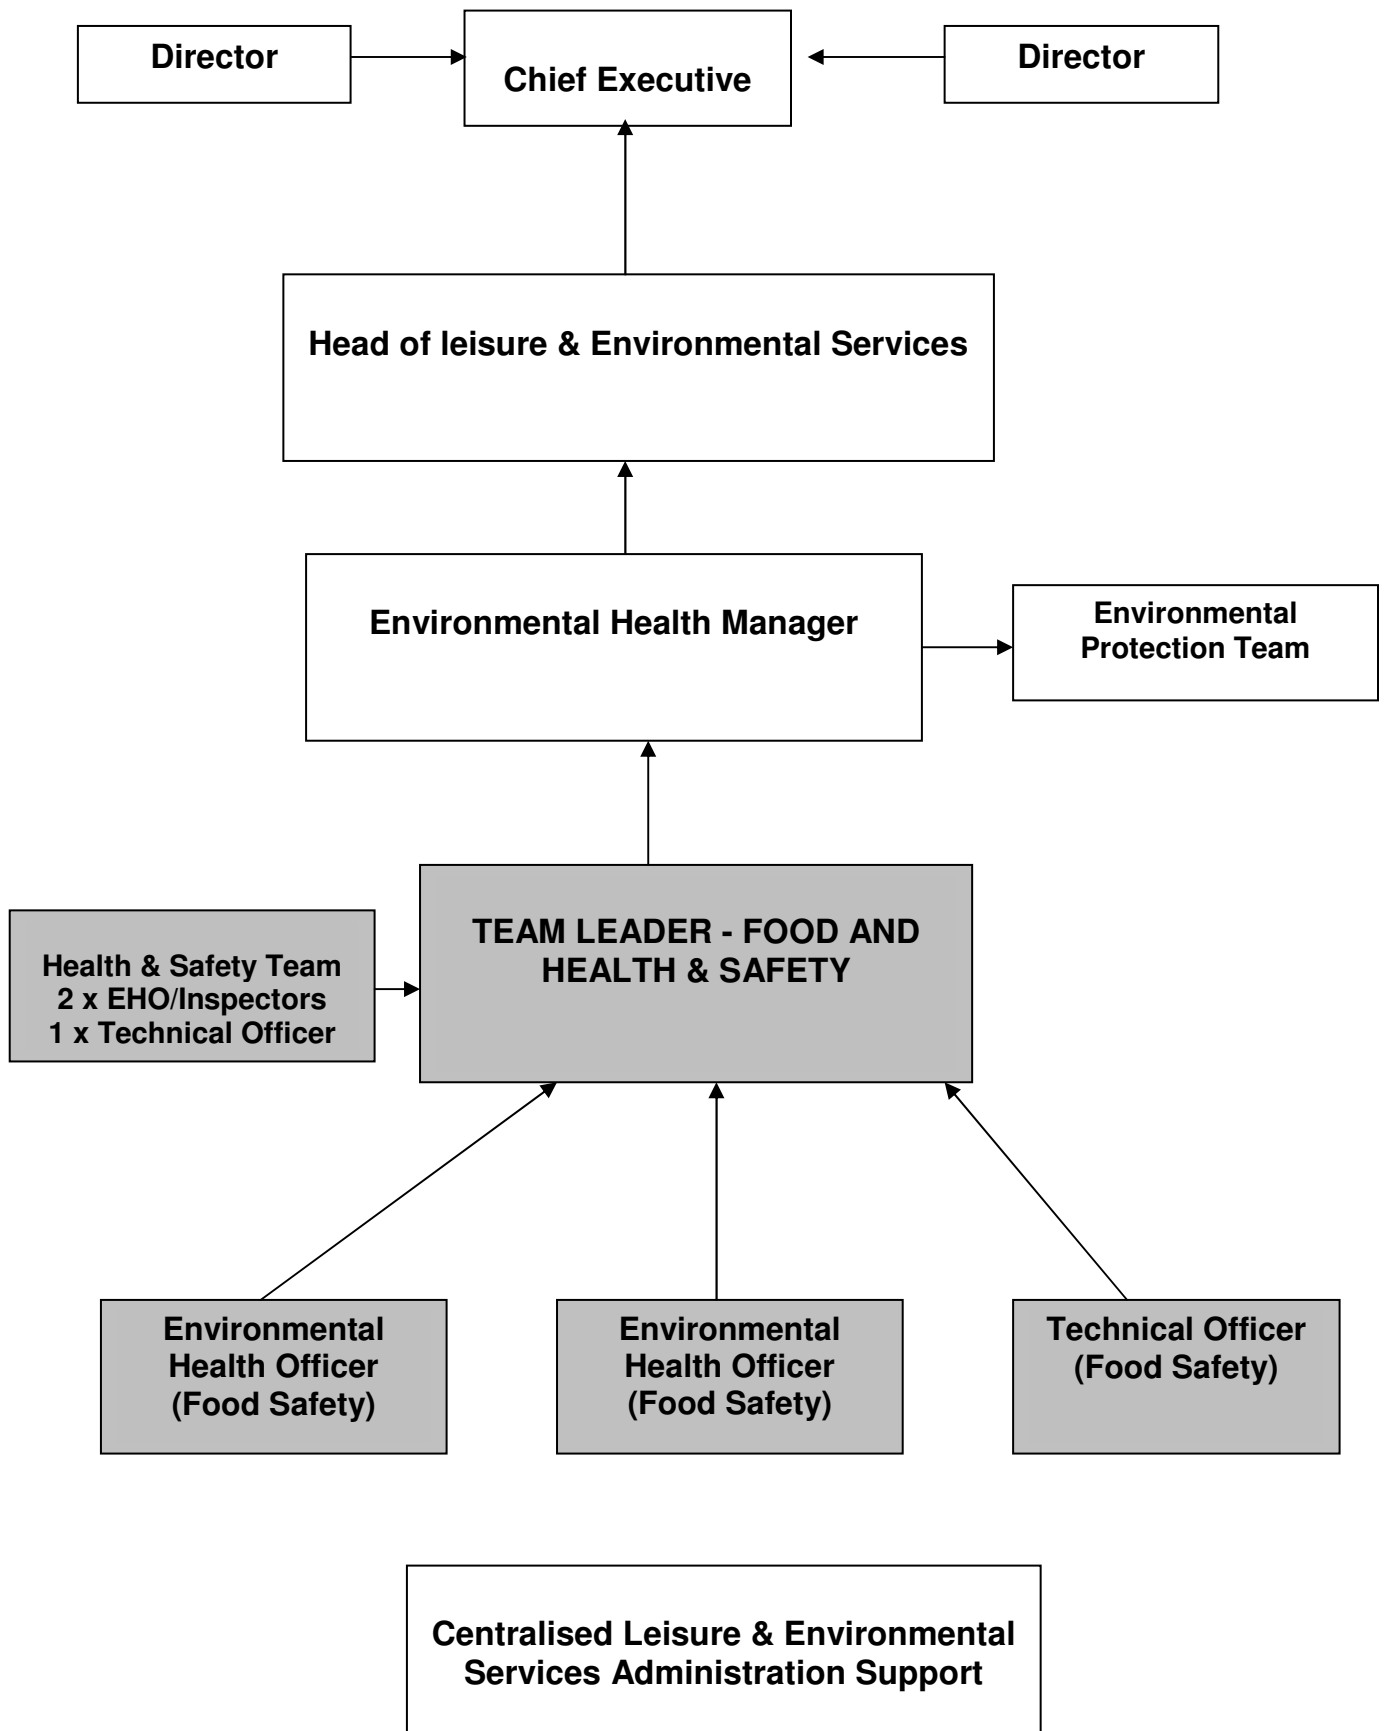 Director
Chief Executive
Director
Head of leisure & Environmental Services
Environmental Health Manager
Environmental
Protection Team
Health & Safety Team
2 x EHO/Inspectors
1 x Technical Officer
TEAM LEADER - FOOD AND
HEALTH & SAFETY
Environmental
Health Officer
(Food Safety)
Environmental
Health Officer
(Food Safety)
Technical Officer
(Food Safety)
Centralised Leisure & Environmental
Services Administration Support